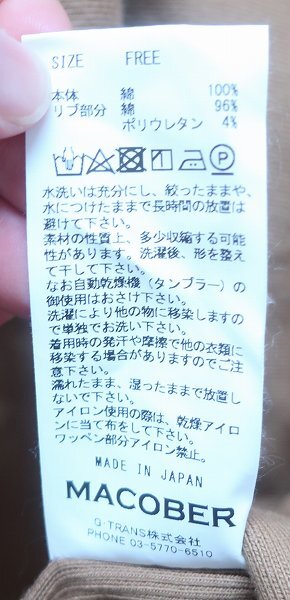 SIZE FREE
本体 綿 100%
リブ部分 綿 96%
ポリウレタン 4%
水洗いは充分にし、絞ったままや、
水につけたままで長時間の放置は
避けて下さい。
素材の性質上、多少収縮する可能
性があります。洗濯後、形を整え
て干して下さい。
なお自動乾燥機（タンブラー）の
御使用はおさけ下さい。
洗濯により他の物に移染しますの
で単独でお洗い下さい。
着用時の発汗や摩擦で他の衣類に
移染する場合がありますのでご注
意下さい。
濡れたまま、湿ったままで放置し
ないで下さい。
アイロン使用の際は、乾燥アイロ
ンに当て布をして下さい。
ワッペン部分アイロン禁止。
MADE IN JAPAN
MACOBER
G-TRANS株式会社
PHONE 03-5770-6510